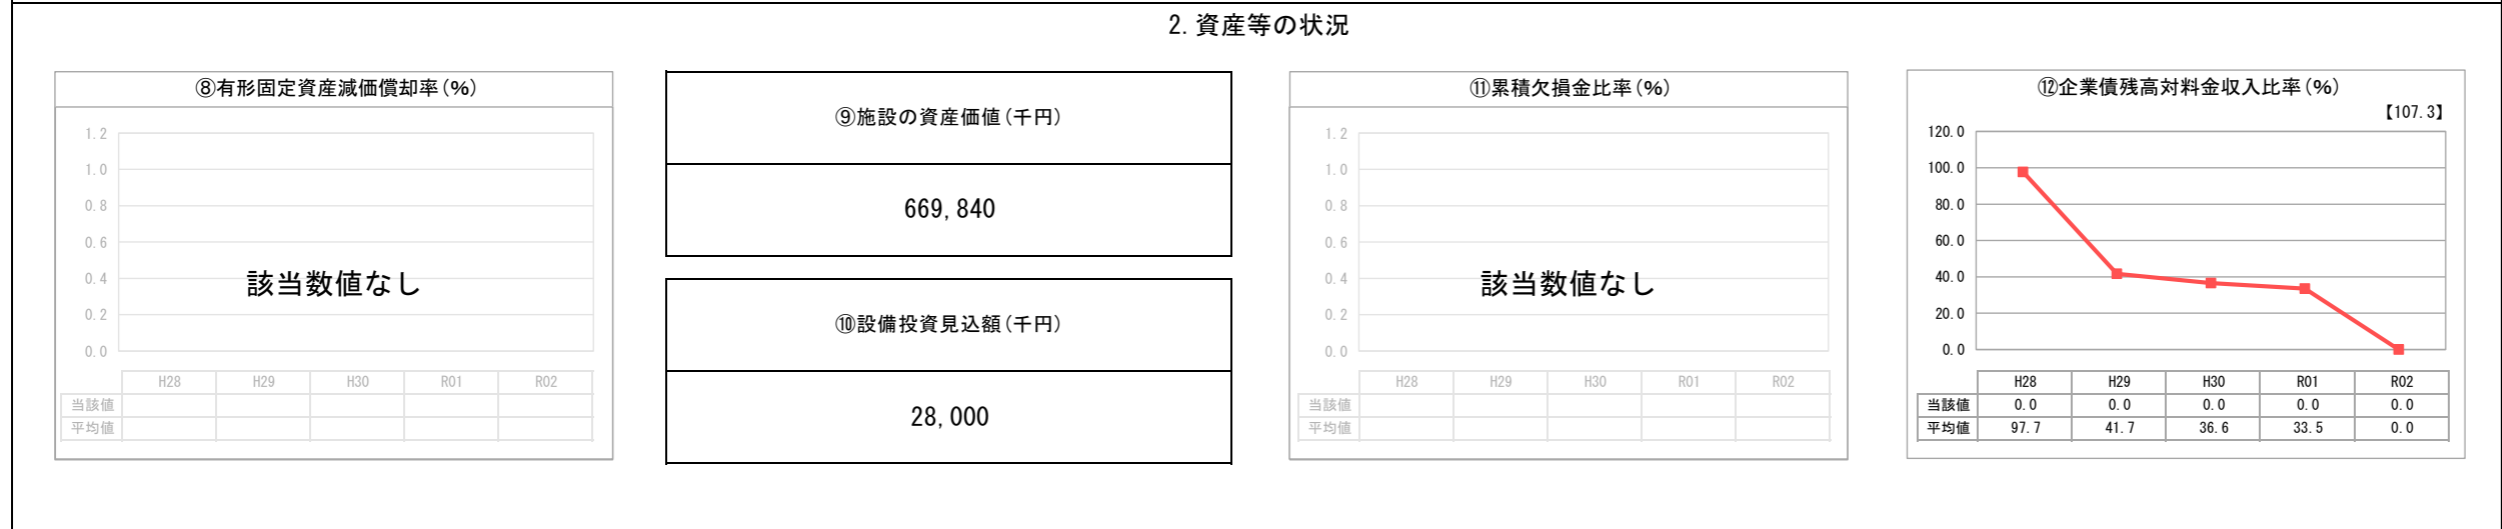 2.資産等の状況
⑧有形固定資産減価償却率(%)
1.2
1.0
0.8
0.6
0.4
0.2
0.0
該当数値なし
H28 H29 H30 R01 R02
当該値
平均値
⑨施設の資産価値(千円)
669,840
⑩設備投資見込額(千円)
28,000
⑪累積欠損金比率(%)
1.2
1.0
0.8
0.6
0.4
0.2
0.0
該当数値なし
H28 H29 H30 R01 R02
当該値
平均値
⑫企業債残高対料金収入比率(%)
【107.3】
120.0
100.0
80.0
60.0
40.0
20.0
0.0
H28 H29 H30 R01 R02
当該値 0.0 0.0 0.0 0.0 0.0
平均値 97.7 41.7 36.6 33.5 0.0